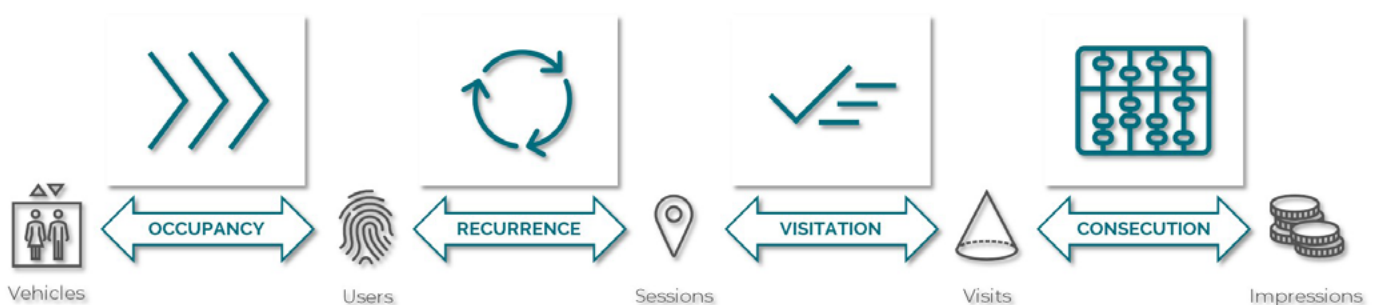 OCCUPANCY
RECURRENCE
VISITATION
CONSECUTION
Vehicles
Users
Sessions
Visits
Impressions